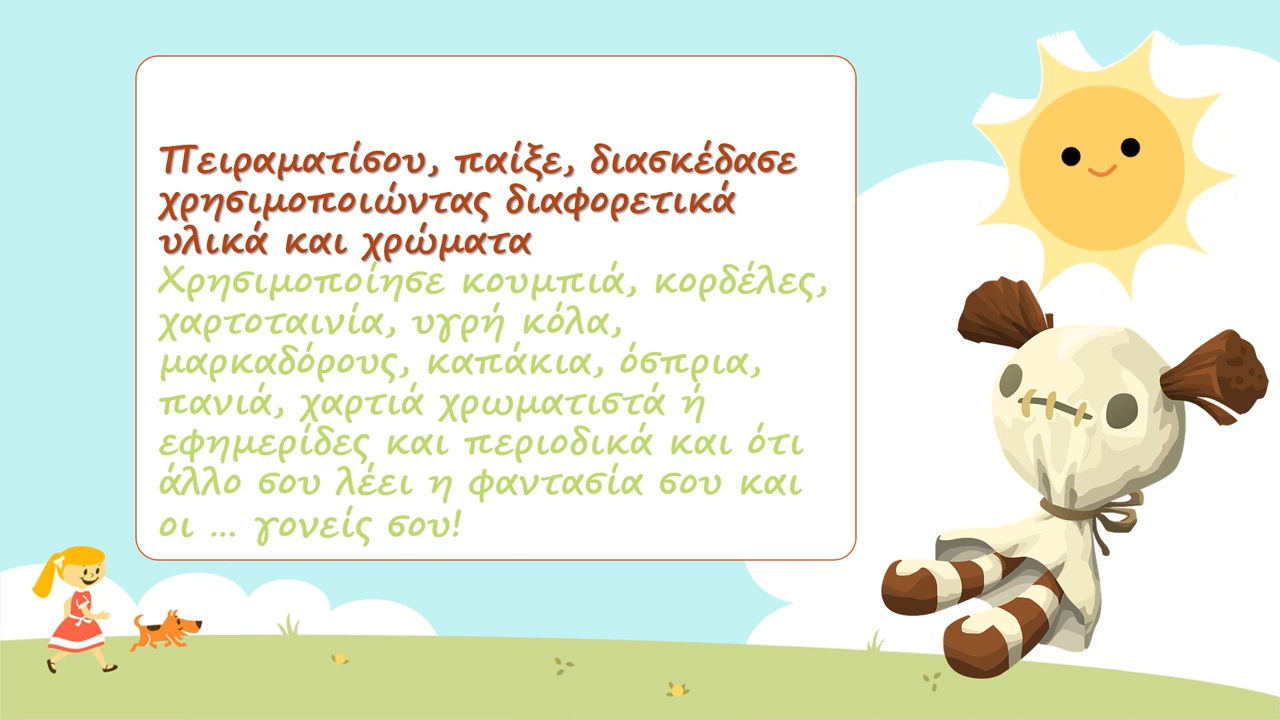 Πειραματίσου, παίξε, διασκέδασε
χρησιμοποιώντας διαφορετικά
υλικά και χρώματα
Χρησιμοποίησε κουμπιά, κορδέλες,
χαρτοταινία, υγρή κόλα,
μαρκαδόρους, καπάκια, όσπρια,
πανιά, χαρτιά χρωματιστά ή
εφημερίδες και περιοδικά και ότι
άλλο σου λέει η φαντασία σου και
οι ... γονείς σου!